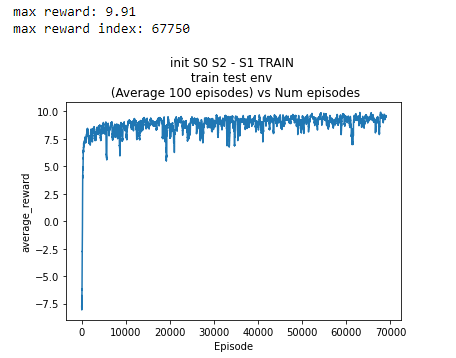 max reward: 9.91
max reward index: 67750
init S0 S2 - S1 TRAIN
train test env
(Average 100 episodes) vs Num episodes
average_reward
10.0
7.5
5.0
2.5
0.0
−2.5
−5.0
−7.5
0 10000 20000 30000 40000 50000 60000 70000
Episode